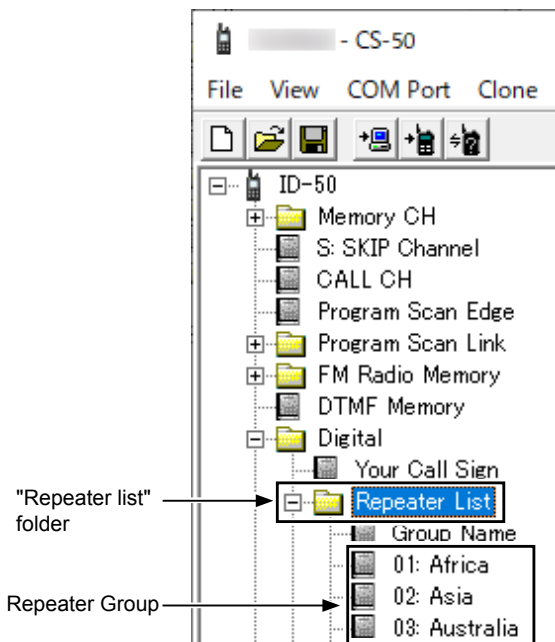 - CS-50
File View COM Port Clone
ID-50
Memory CH
S: SKIP Channel
CALL CH
Program Scan Edge
Program Scan Link
FM Radio Memory
DTMF Memory
Digital
Your Call Sign
"Repeater list"
folder
Repeater List
Group Name
01: Africa
02: Asia
Repeater Group
03: Australia